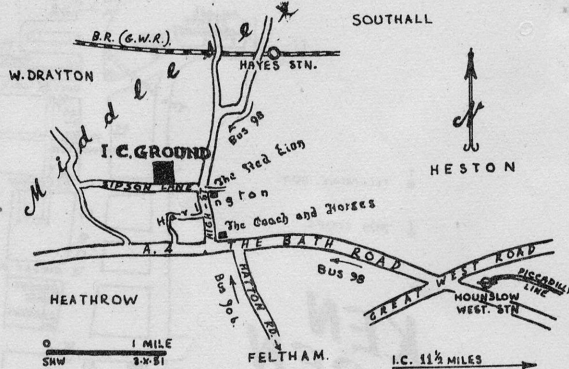 SOUTHALL
B.R. (G.W.R.)
HAYES STN.
W. DRAYTON
Middlesex
Bus 98
N
I.C. GROUND
HESTON
SIPSON LANE
The Red Lion
HIGH ST.
Harlington
The Coach and Horses
A.4
THE BATH ROAD
BUS 98
GREAT WEST ROAD
PICCADILLY
LINE
HOUNSLOW
WEST. STN
HEATHROW
BUS 90b.
HATTON RD.
FELTHAM.
0 1 MILE
SHW 8-X-51
I.C. 11½ MILES